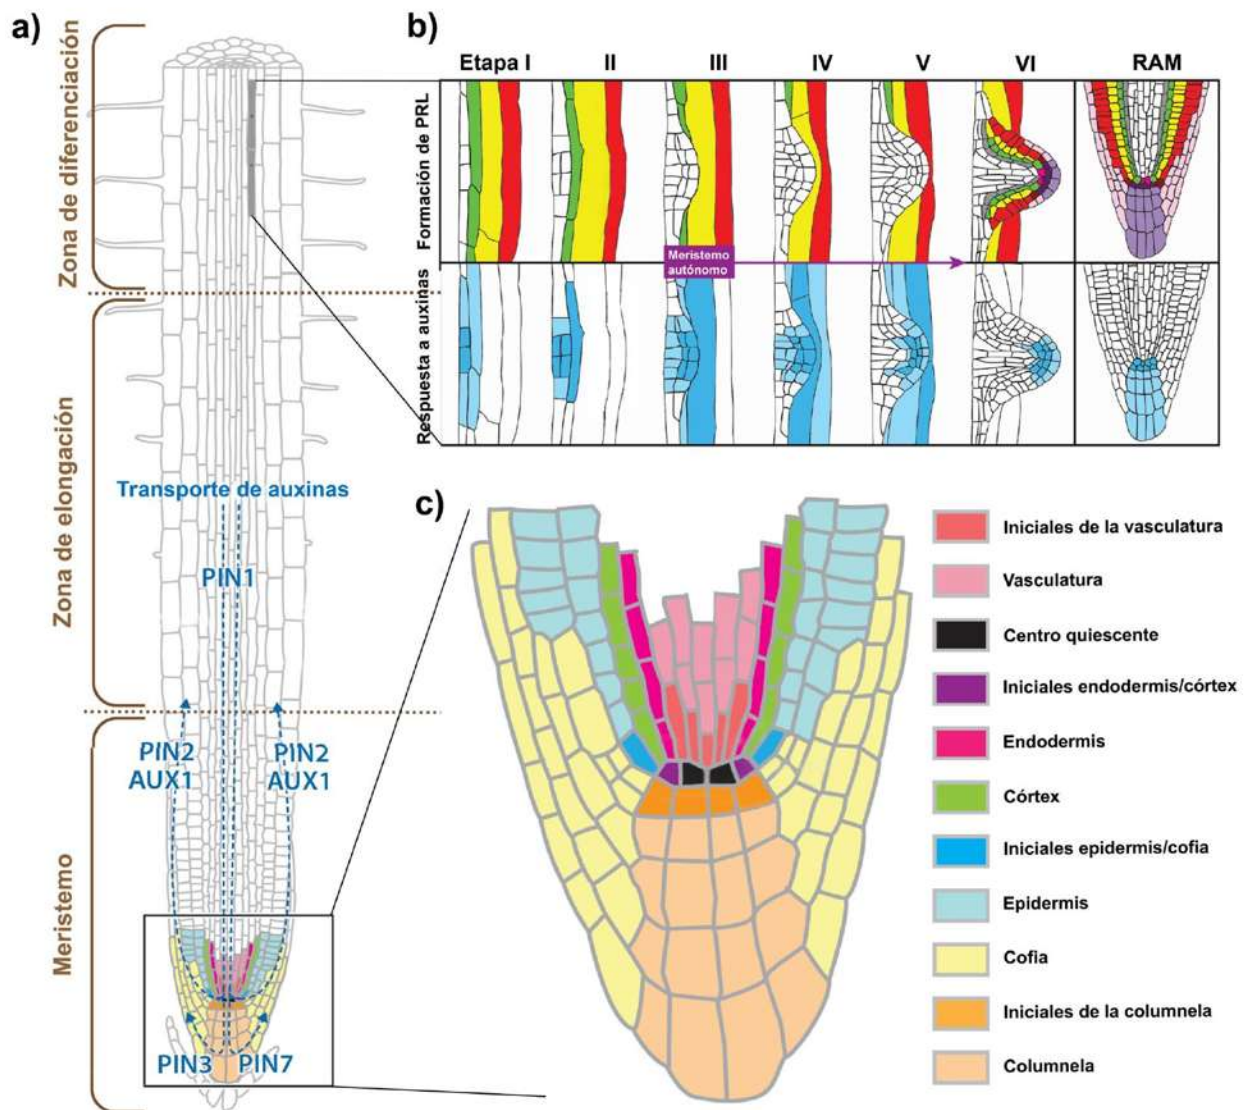 a)
Zona de diferenciación
Zona de elongación
Meristemo
Transporte de auxinas
PIN1
PIN2
AUX1
PIN2
AUX1
PIN3
PIN7
b)
Etapa I
II
III
IV
V
VI
RAM
Formación de PRL
Meristemo
autónomo
Respuesta a auxinas
c)
Iniciales de la vasculatura
Vasculatura
Centro quiescente
Iniciales endodermis/córtex
Endodermis
Córtex
Iniciales epidermis/cofia
Epidermis
Cofia
Iniciales de la columnela
Columnela